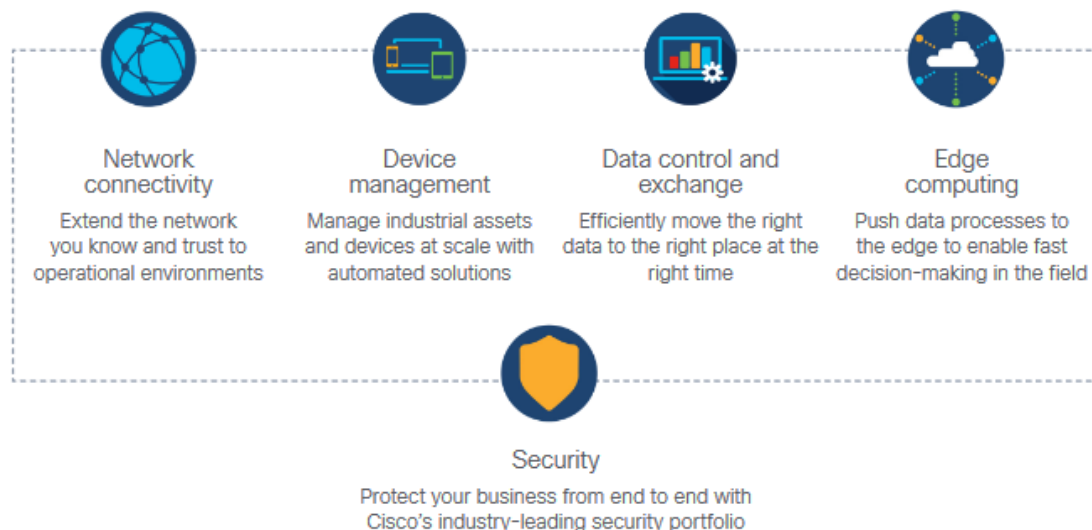 Network
connectivity
Extend the network
you know and trust to
operational environments
Device
management
Manage industrial assets
and devices at scale with
automated solutions
Data control and
exchange
Efficiently move the right
data to the right place at the
right time
Edge
computing
Push data processes to
the edge to enable fast
decision-making in the field
Security
Protect your business from end to end with
Cisco's industry-leading security portfolio